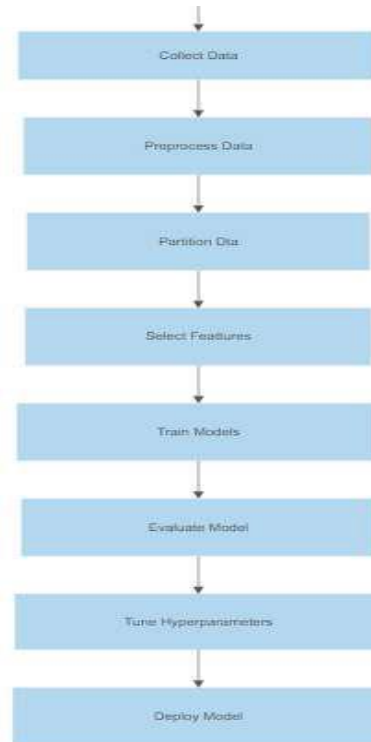 Collect Data
Preprocess Data
Partition Dta
Select Features
Train Models
Evaluate Model
Tune Hyperparameters
Deploy Model